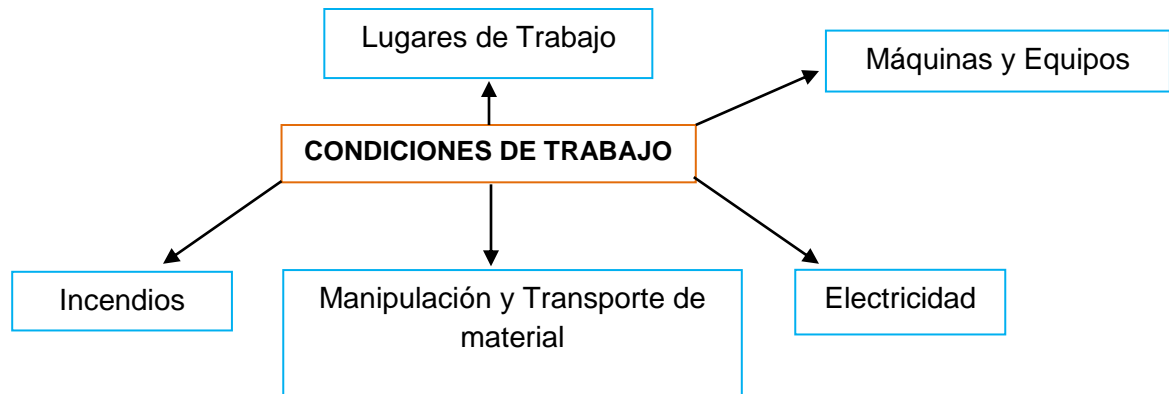 Lugares de Trabajo
Máquinas y Equipos
CONDICIONES DE TRABAJO
Incendios
Manipulación y Transporte de
material
Electricidad